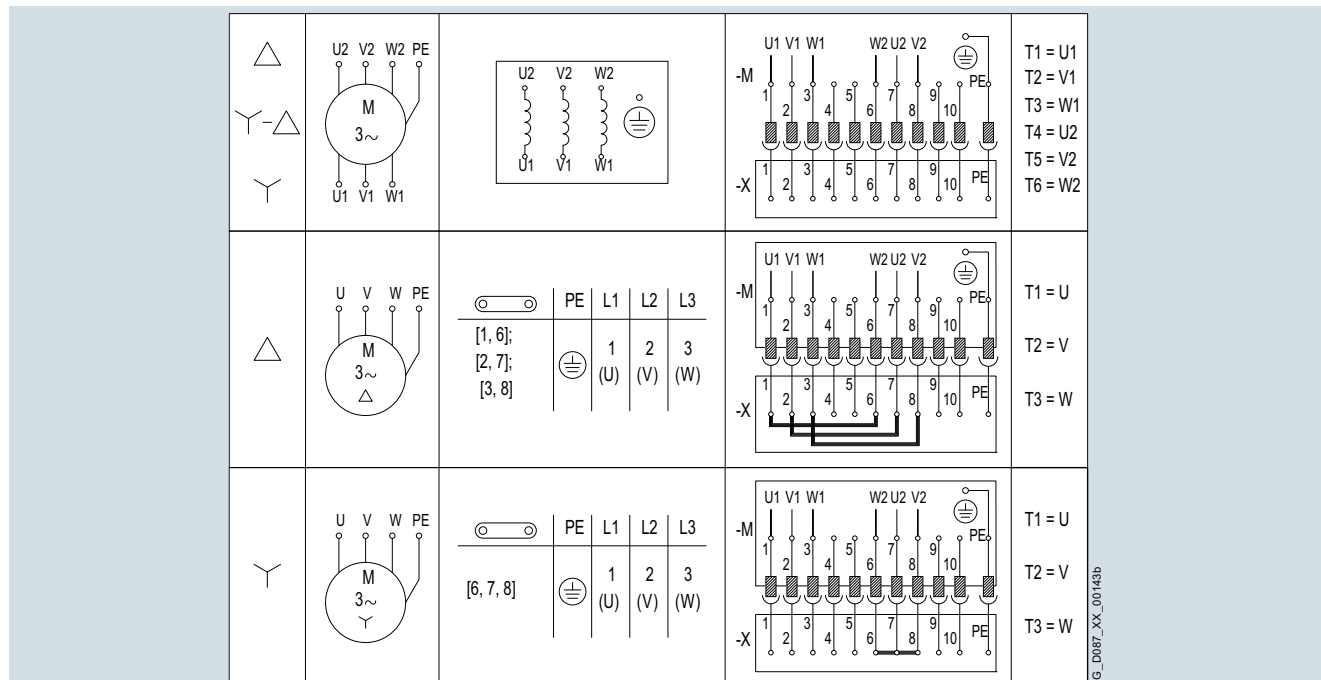 U2 V2 W2 PE
M
3~
U1 V1 W1
U2 V2 W2
U1 V1 W1
U1 V1 W1 W2 U2 V2
-M
PE
1 2 3 4 5 6 7 8 9 10
-X
1 2 3 4 5 6 7 8 9 10 PE
T1 = U1
T2 = V1
T3 = W1
T4 = U2
T5 = V2
T6 = W2
U V W PE
M
3~
PE L1 L2 L3
[1, 6];
[2, 7];
[3, 8]
1 2 3
(U) (V) (W)
U1 V1 W1 W2 U2 V2
-M
PE
1 2 3 4 5 6 7 8 9 10
-X
1 2 3 4 5 6 7 8 9 10 PE
T1 = U
T2 = V
T3 = W
U V W PE
M
3~
PE L1 L2 L3
[6, 7, 8]
1 2 3
(U) (V) (W)
U1 V1 W1 W2 U2 V2
-M
PE
1 2 3 4 5 6 7 8 9 10
-X
1 2 3 4 5 6 7 8 9 10 PE
T1 = U
T2 = V
T3 = W
G_D087_XX_00143b